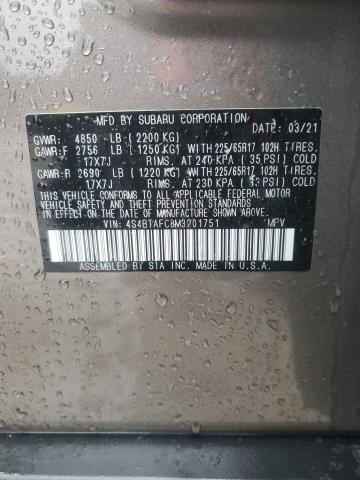 MFD BY SUBARU CORPORATION DATE: 03/21
GVWR: 4850 LB (2200 KG)
GAWR:F 2756 LB (1250 KG) WITH 225/65R17 102H TIRES.
17X7J RIMS. AT 240 KPA (35 PSI) COLD
GAWR:R 2690 LB (1220 KG) WITH 225/65R17 102H TIRES.
17X7J RIMS. AT 230 KPA (33 PSI) COLD
THIS VEHICLE CONFORMS TO ALL APPLICABLE FEDERAL MOTOR
VEHICLE SAFETY AND THEFT PREVENTION STANDARDS
IN EFFECT ON THE DATE OF MANUFACTURE SHOWN ABOVE.
VIN: 4S4BTAFC8M3201751 MPV
ASSEMBLED BY SIA INC. MADE IN U.S.A.